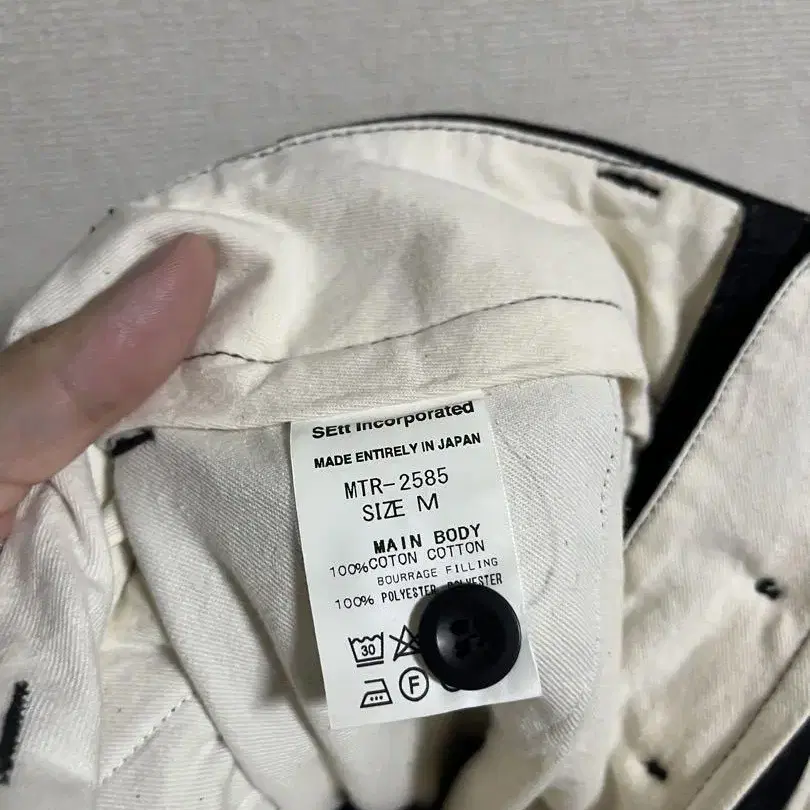 SEtt Incorporated
MADE ENTIRELY IN JAPAN
MTR-2585
SIZE M
MAIN BODY
100%COTON COTTON
BOURRAGE FILLING
100% POLYESTER POLYESTER
30
F